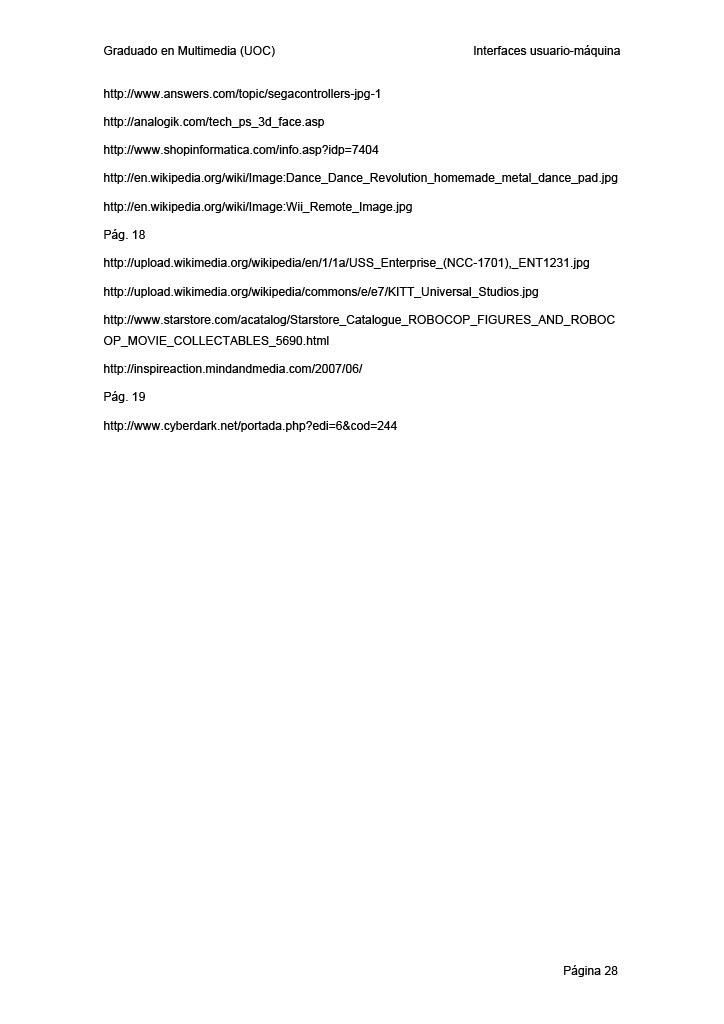 Graduado en Multimedia (UOC) Interfaces usuario-máquina
http://www.answers.com/topic/segacontrollers-jpg-1
http://analogik.com/tech_ps_3d_face.asp
http://www.shopinformatica.com/info.asp?idp=7404
http://en.wikipedia.org/wiki/Image:Dance_Dance_Revolution_homemade_metal_dance_pad.jpg
http://en.wikipedia.org/wiki/Image:Wii_Remote_Image.jpg
Pág. 18
http://upload.wikimedia.org/wikipedia/en/1/1a/USS_Enterprise_(NCC-1701),_ENT1231.jpg
http://upload.wikimedia.org/wikipedia/commons/e/e7/KITT_Universal_Studios.jpg
http://www.starstore.com/acatalog/Starstore_Catalogue_ROBOCOP_FIGURES_AND_ROBOC
OP_MOVIE_COLLECTABLES_5690.html
http://inspireaction.mindandmedia.com/2007/06/
Pág. 19
http://www.cyberdark.net/portada.php?edi=6&cod=244
Página 28